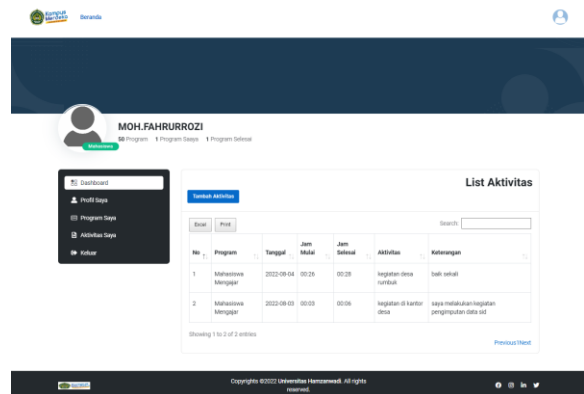 Kampus
Merdeka
Beranda
MOH.FAHRURROZI
50 Program 1 Program Saaya 1 Program Selesai
Mahasiswa
Dashboard
Profil Saya
Program Saya
Aktivitas Saya
Keluar
List Aktivitas
Tambah Aktivitas
Excel Print Search:
No Program Tanggal Jam Mulai Jam Selesai Aktivitas Keterangan
1 Mahasiswa Mengajar 2022-08-04 00:26 00:28 kegiatan desa rumbuk baik sekali
2 Mahasiswa Mengajar 2022-08-03 00:03 00:06 kegiatan di kantor desa saya melakukan kegiatan penginputan data sid
Showing 1 to 2 of 2 entries
Previous1Next
Copyrights ©2022 Universitas Hamzanwadi. All rights
reserved.